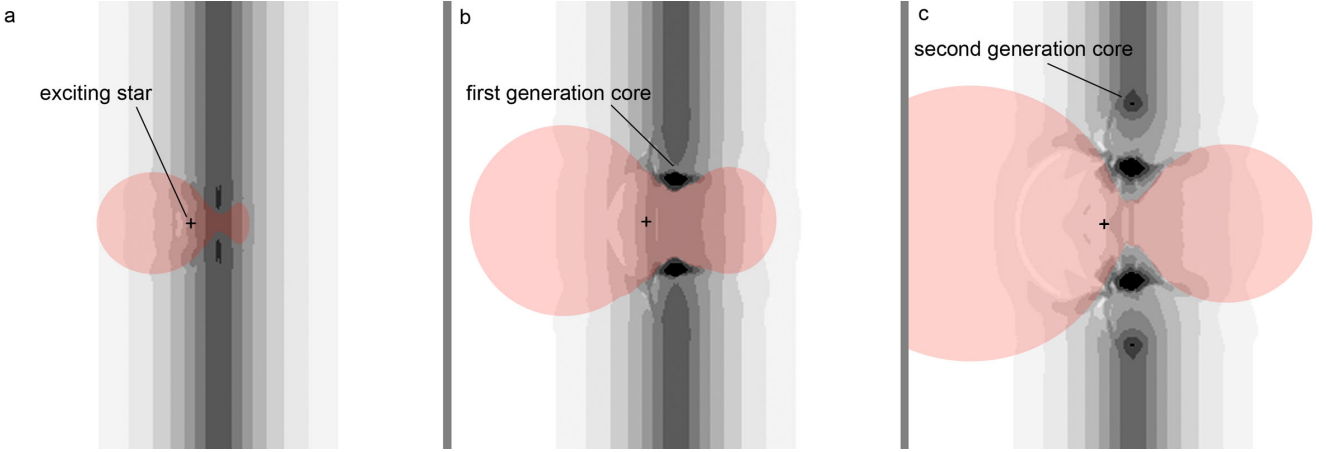 a
exciting star
b
first generation core
c
second generation core